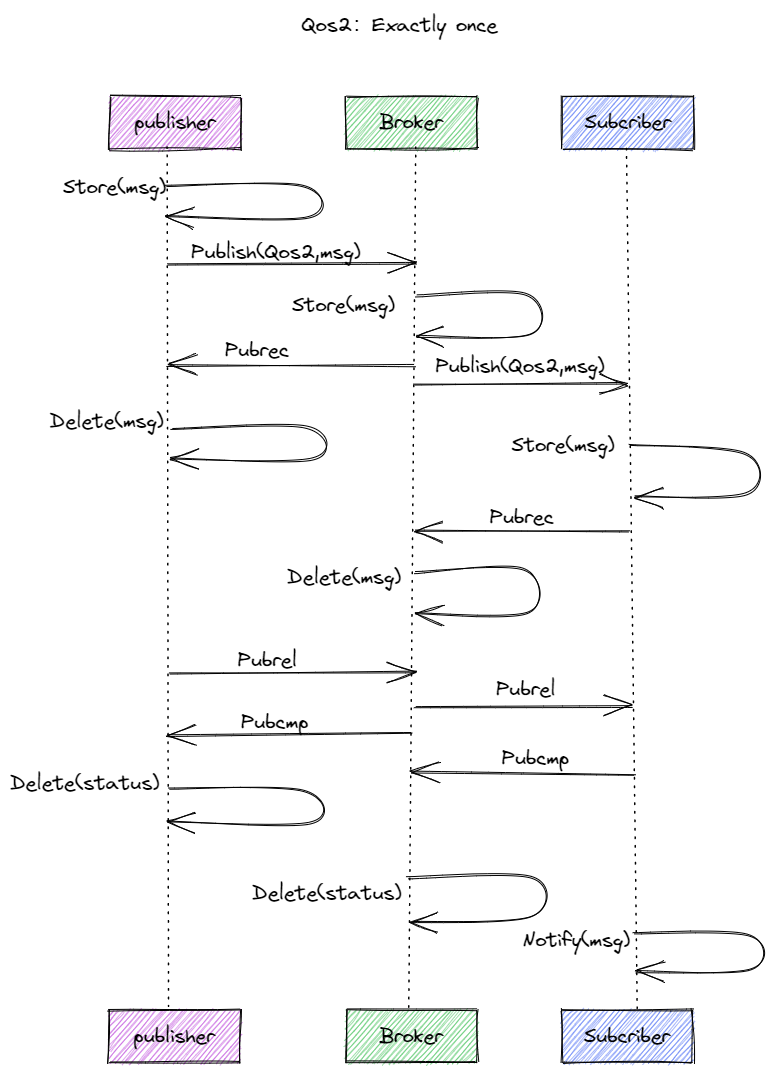 Qos2: Exactly once
publisher
Broker
Subcriber
Store(msg)
Publish(Qos2,msg)
Store(msg)
Pubrec
Publish(Qos2,msg)
Delete(msg)
Store(msg)
Pubrec
Delete(msg)
Pubrel
Pubrel
Pubcmp
Pubcmp
Delete(status)
Delete(status)
Notify(msg)
publisher
Broker
Subcriber